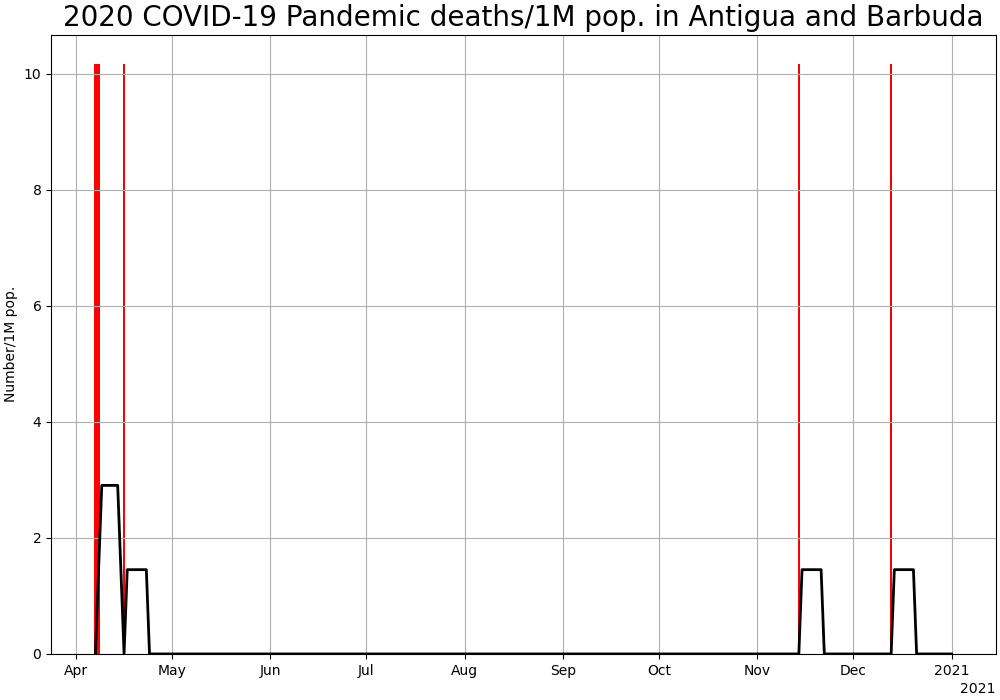 2020 COVID-19 Pandemic deaths/1M pop. in Antigua and Barbuda
Number/1M pop.
10
8
6
4
2
0
Apr May Jun Jul Aug Sep Oct Nov Dec 2021
2021